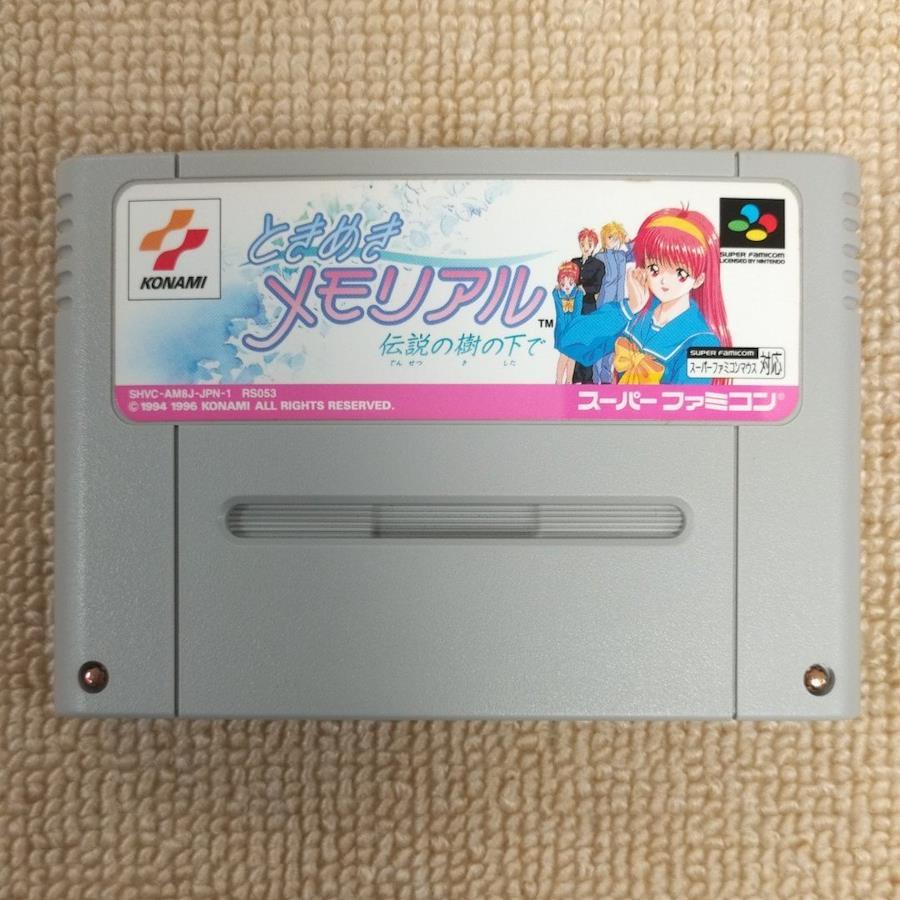 KONAMI
ときめき
メモリアル™
伝説の樹の下で
でんせつ き した
SUPER FAMICOM
LICENSED BY NINTENDO
SUPER FAMICOM
スーパーファミコンマウス 対応
SHVC-AM8J-JPN-1 RS053
© 1994 1996 KONAMI ALL RIGHTS RESERVED.
スーパーファミコン®